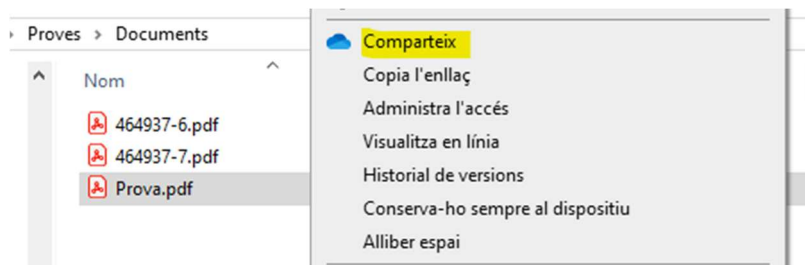 Proves > Documents
Nom
464937-6.pdf
464937-7.pdf
Prova.pdf
Comparteix
Copia l'enllaç
Administra l'accés
Visualitza en línia
Historial de versions
Conserva-ho sempre al dispositiu
Alliber espai